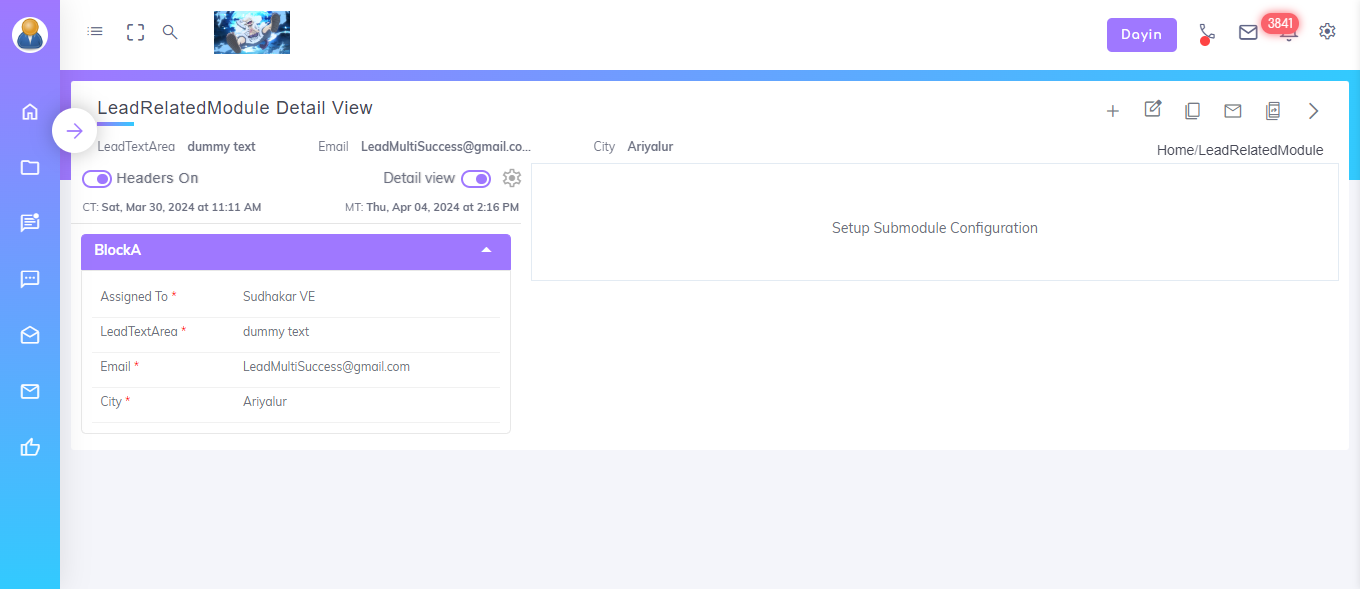 Dayin
3841
LeadRelatedModule Detail View
LeadTextArea dummy text Email LeadMultiSuccess@gmail.co... City Ariyalur
Home/LeadRelatedModule
Headers On Detail view
CT: Sat, Mar 30, 2024 at 11:11 AM MT: Thu, Apr 04, 2024 at 2:16 PM
Setup Submodule Configuration
BlockA
Assigned To * Sudhakar VE
LeadTextArea * dummy text
Email * LeadMultiSuccess@gmail.com
City * Ariyalur